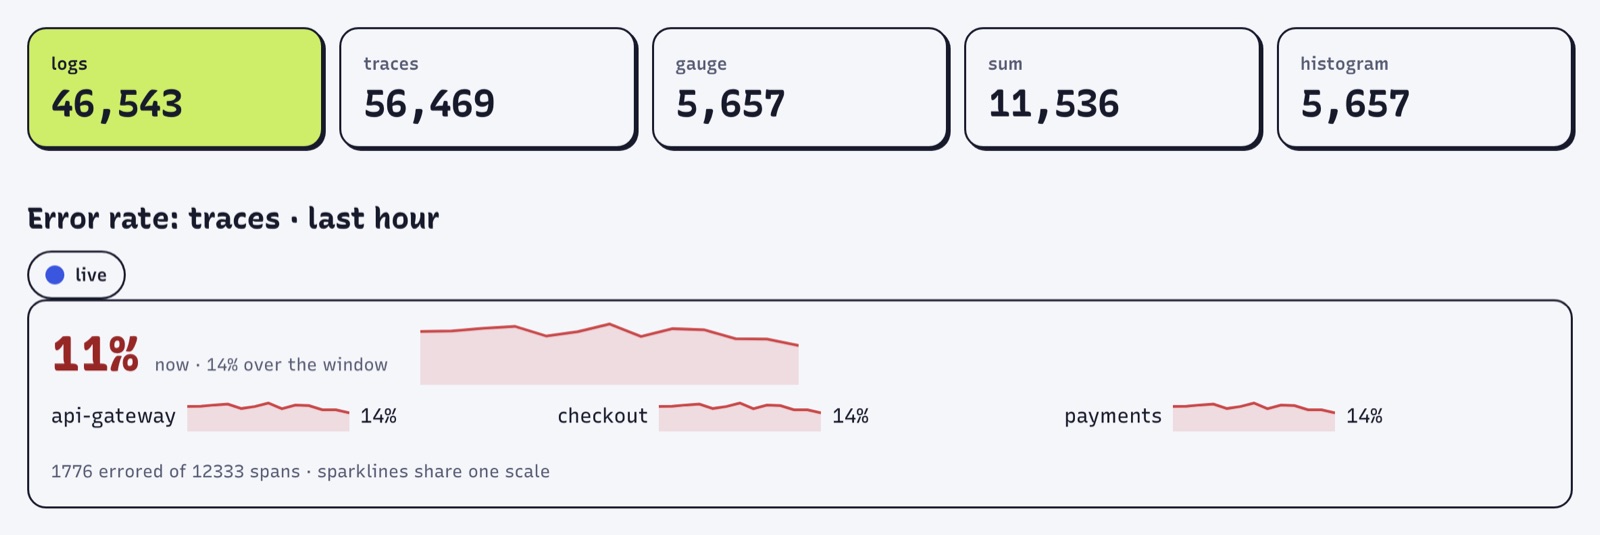 logs
46,543
traces
56,469
gauge
5,657
sum
11,536
histogram
5,657
Error rate: traces · last hour
live
11% now · 14% over the window
api-gateway 14%
checkout 14%
payments 14%
1776 errored of 12333 spans · sparklines share one scale